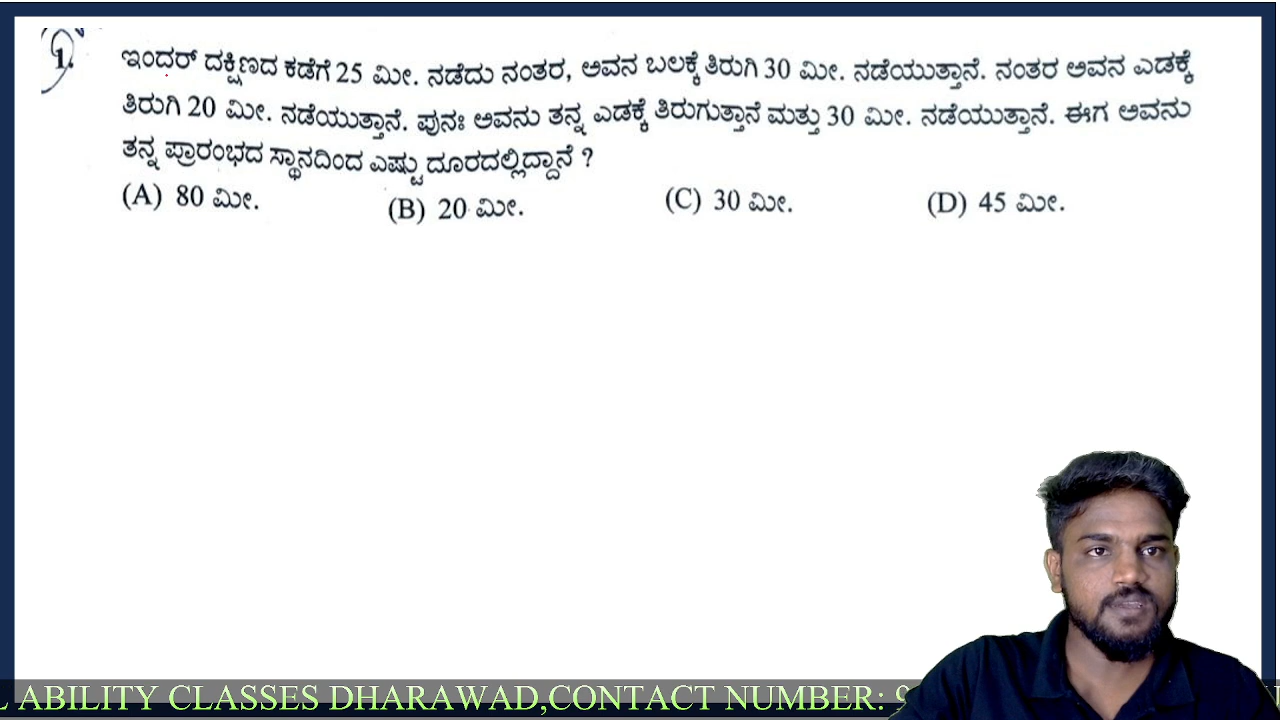 1. ಇಂದರ್ ದಕ್ಷಿಣದ ಕಡೆಗೆ 25 ಮೀ. ನಡೆದು ನಂತರ, ಅವನ ಬಲಕ್ಕೆ ತಿರುಗಿ 30 ಮೀ. ನಡೆಯುತ್ತಾನೆ. ನಂತರ ಅವನ ಎಡಕ್ಕೆ
ತಿರುಗಿ 20 ಮೀ. ನಡೆಯುತ್ತಾನೆ. ಪುನಃ ಅವನು ತನ್ನ ಎಡಕ್ಕೆ ತಿರುಗುತ್ತಾನೆ ಮತ್ತು 30 ಮೀ. ನಡೆಯುತ್ತಾನೆ. ಈಗ ಅವನು
ತನ್ನ ಪ್ರಾರಂಭದ ಸ್ಥಾನದಿಂದ ಎಷ್ಟು ದೂರದಲ್ಲಿದ್ದಾನೆ ?
(A) 80 ಮೀ. (B) 20 ಮೀ. (C) 30 ಮೀ. (D) 45 ಮೀ.
ABILITY CLASSES DHARAWAD,CONTACT NUMBER: